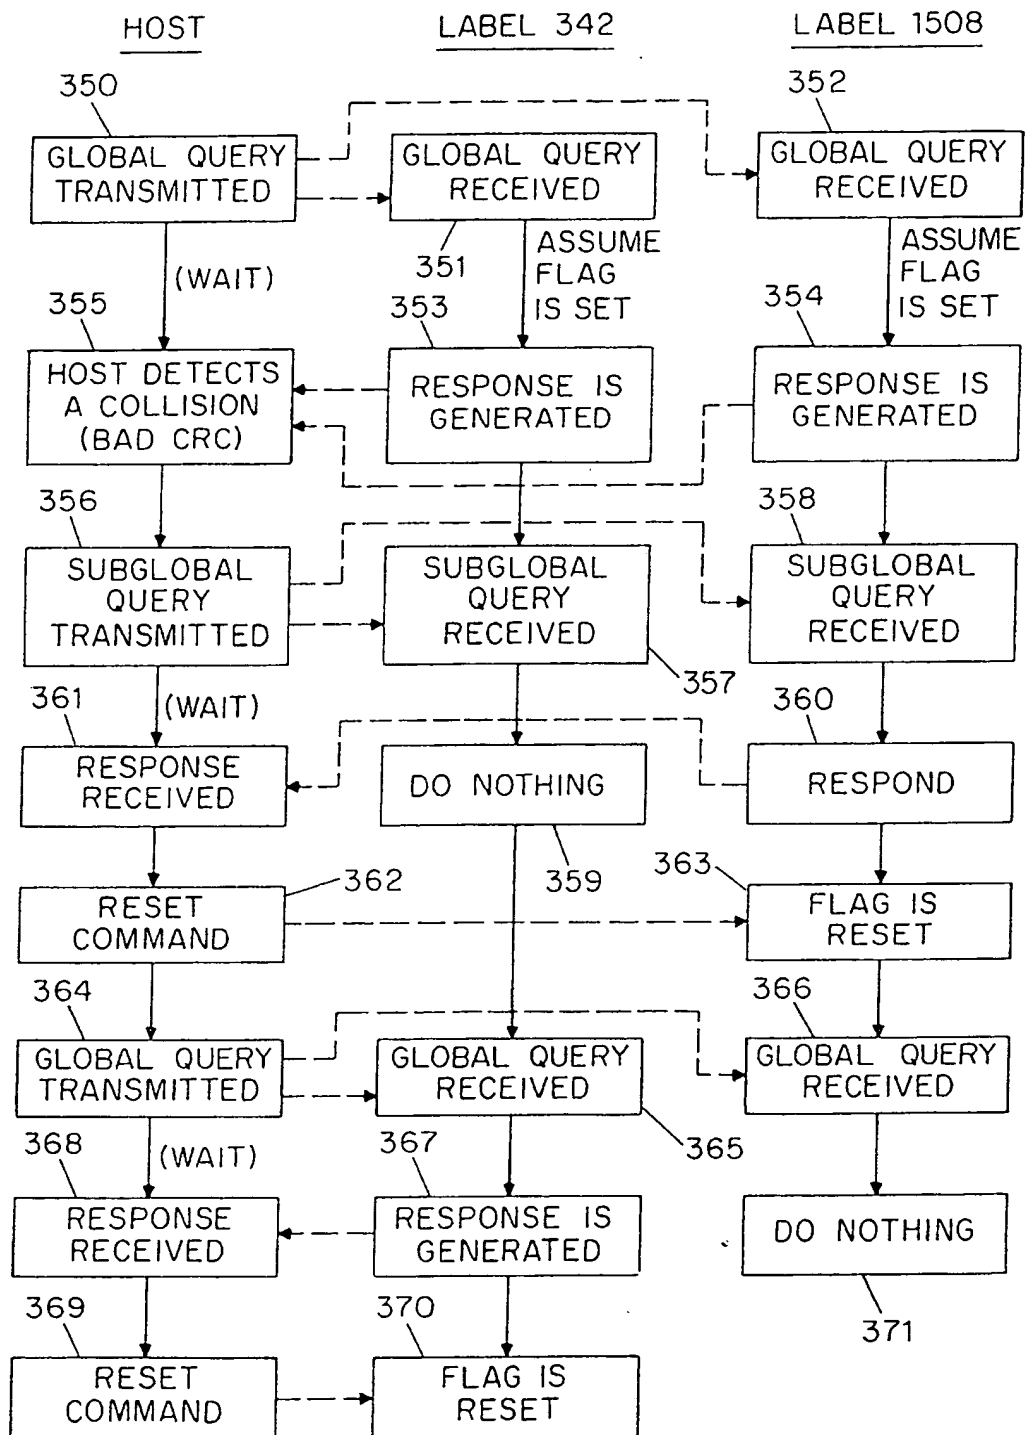 HOST
LABEL 342
LABEL 1508
350
352
GLOBAL QUERY
TRANSMITTED
GLOBAL QUERY
RECEIVED
GLOBAL QUERY
RECEIVED
351
(WAIT)
ASSUME
FLAG
IS SET
ASSUME
FLAG
IS SET
355
353
354
HOST DETECTS
A COLLISION
(BAD CRC)
RESPONSE IS
GENERATED
RESPONSE IS
GENERATED
356
358
SUBGLOBAL
QUERY
TRANSMITTED
SUBGLOBAL
QUERY
RECEIVED
SUBGLOBAL
QUERY
RECEIVED
357
361
(WAIT)
360
RESPONSE
RECEIVED
DO NOTHING
RESPOND
362
359
363
RESET
COMMAND
FLAG IS
RESET
364
366
GLOBAL QUERY
TRANSMITTED
GLOBAL QUERY
RECEIVED
GLOBAL QUERY
RECEIVED
368
(WAIT)
367
365
RESPONSE
RECEIVED
RESPONSE IS
GENERATED
DO NOTHING
369
370
371
RESET
COMMAND
FLAG IS
RESET